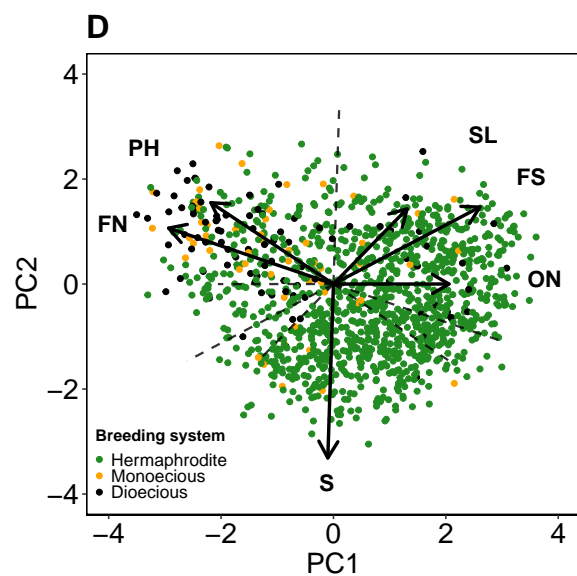 D
4
SL
PH
FS
2
FN
ON
PC2
0
−2
Breeding system
Hermaphrodite
Monoecious
Dioecious
S
−4
−4 −2 0 2 4
PC1